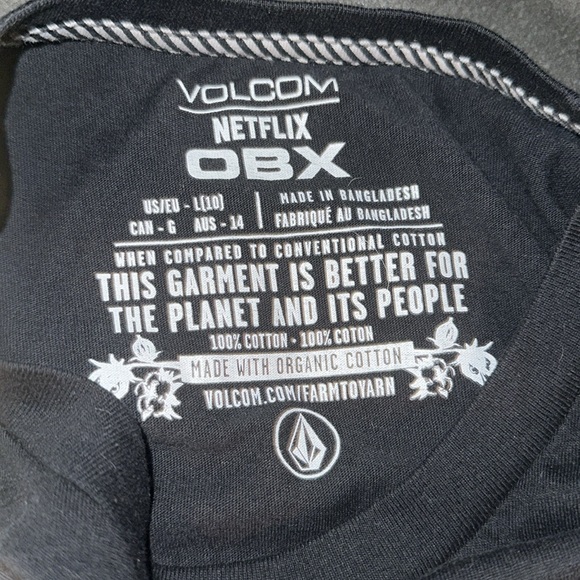 VOLCOM
NETFLIX
OBX
US/EU - L(10)
CAN - G AUS - 14
MADE IN BANGLADESH
FABRIQUÉ AU BANGLADESH
WHEN COMPARED TO CONVENTIONAL COTTON
THIS GARMENT IS BETTER FOR
THE PLANET AND ITS PEOPLE
100% COTTON • 100% COTON
MADE WITH ORGANIC COTTON
VOLCOM.COM/FARMTOYARN